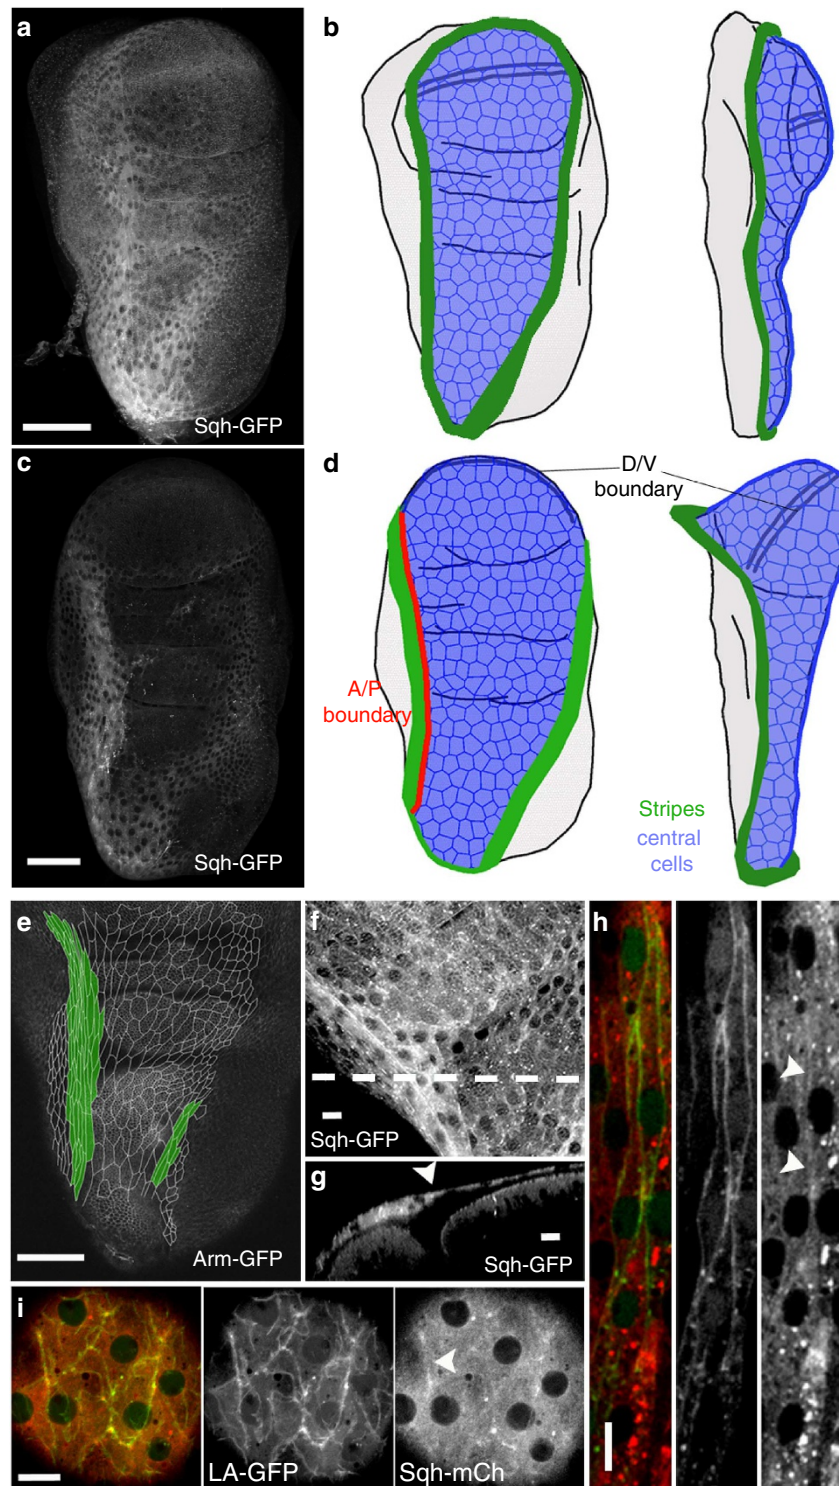 a
b
Sqh-GFP
c
d
D/V
boundary
A/P
boundary
Sqh-GFP
Stripes
central
cells
e
f
h
Sqh-GFP
g
Arm-GFP
Sqh-GFP
i
LA-GFP
Sqh-mCh